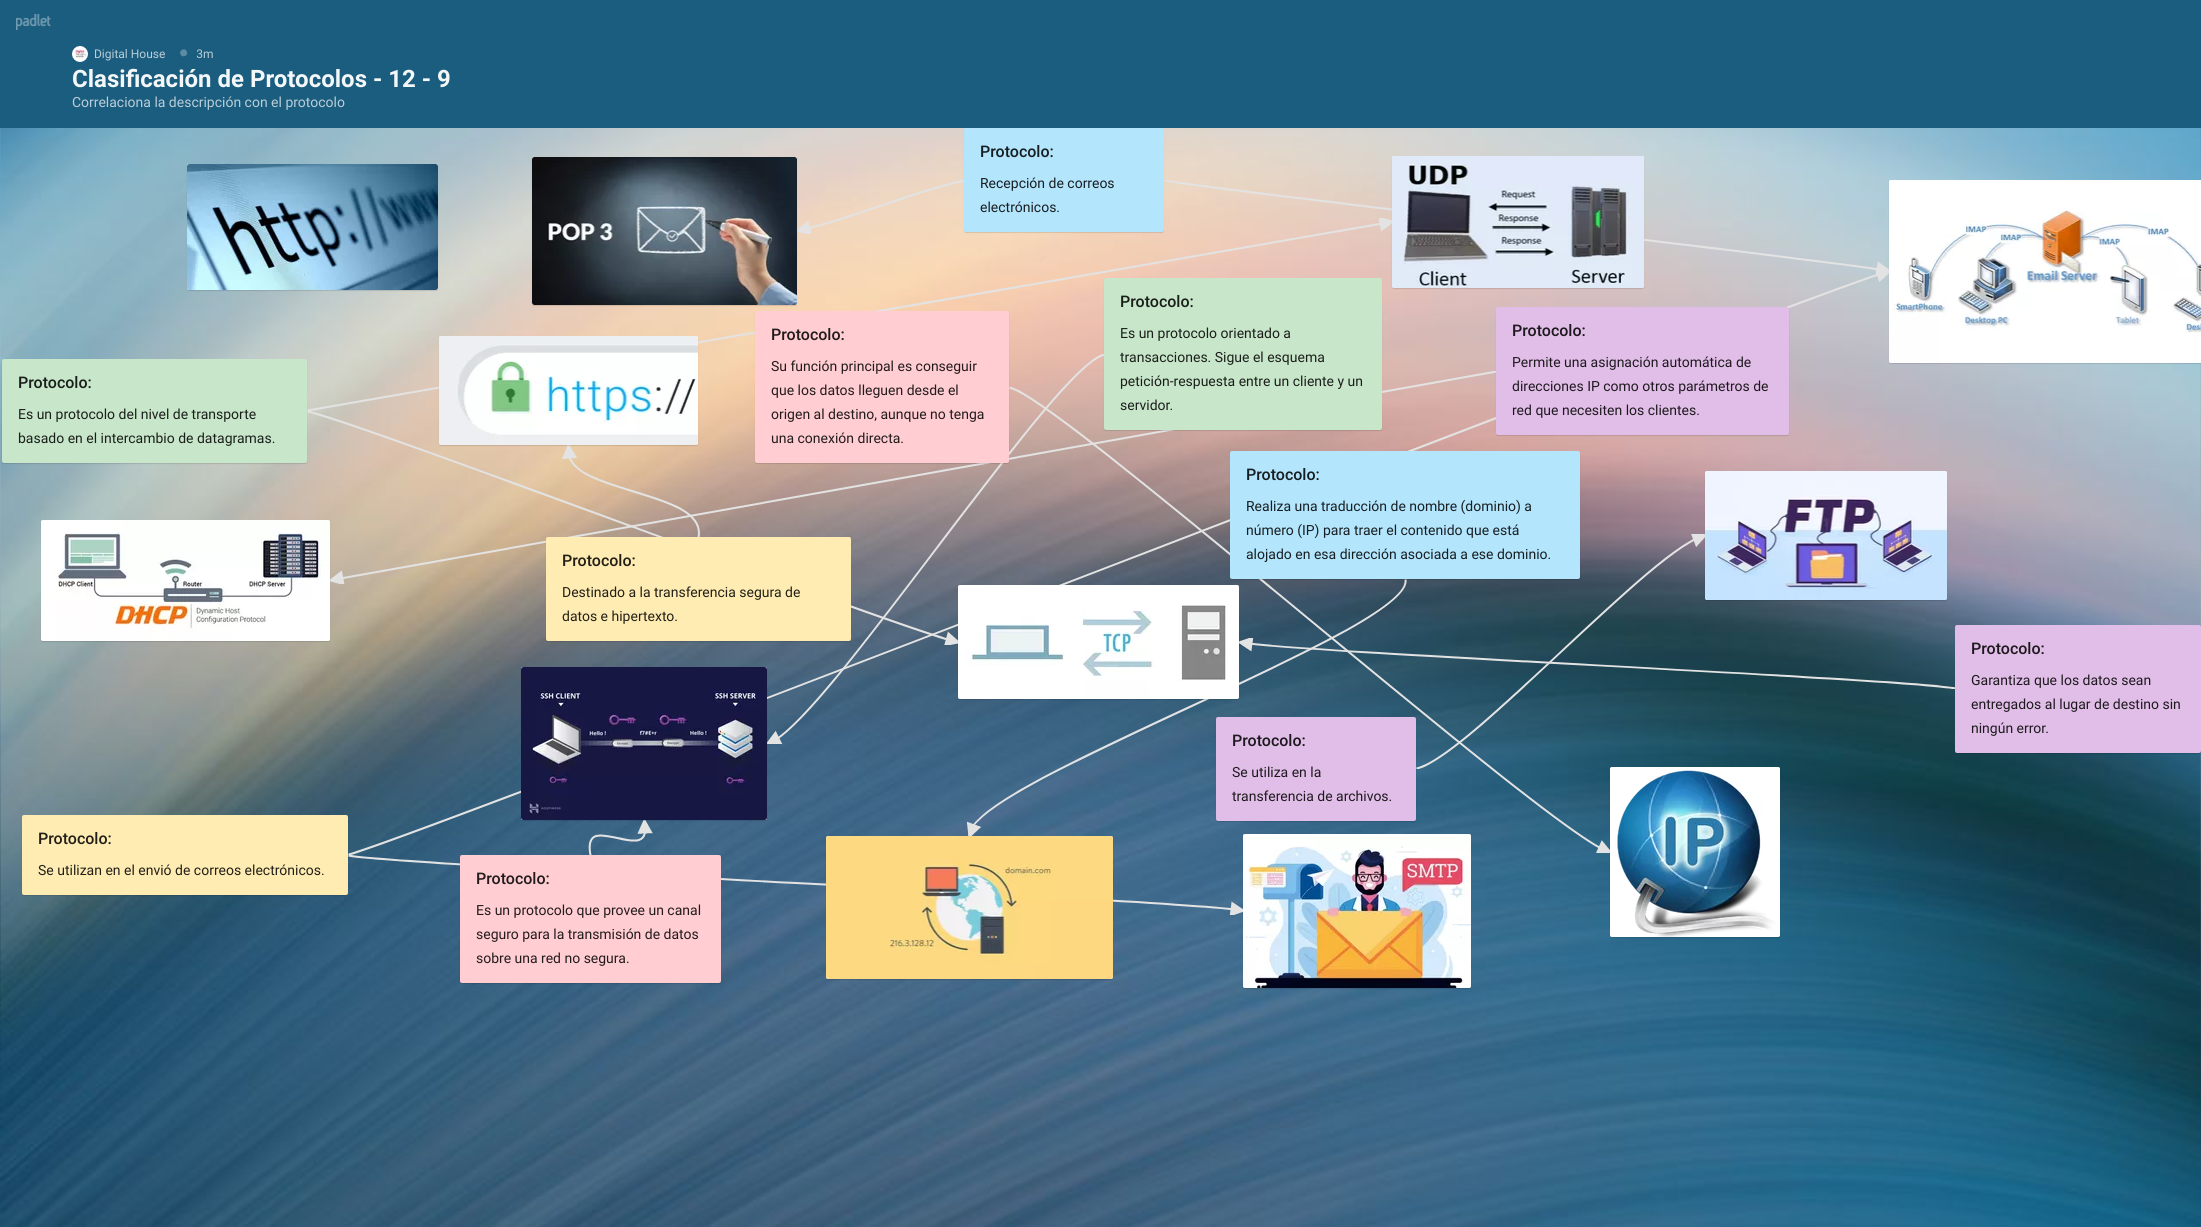 padlet
Digital House
3m
Clasificación de Protocolos - 12 - 9
Correlaciona la descripción con el protocolo
http://www
POP 3
Protocolo:
Recepción de correos
electrónicos.
UDP
Request
Response
Response
Client
Server
IMAP
IMAP
IMAP
IMAP
Email Server
SmartPhone
Desktop PC
Tablet
Protocolo:
Es un protocolo del nivel de transporte
basado en el intercambio de datagramas.
https://
Protocolo:
Su función principal es conseguir
que los datos lleguen desde el
origen al destino, aunque no tenga
una conexión directa.
Protocolo:
Es un protocolo orientado a
transacciones. Sigue el esquema
petición-respuesta entre un cliente y un
servidor.
Protocolo:
Permite una asignación automática de
direcciones IP como otros parámetros de
red que necesiten los clientes.
DHCP Client
Router
DHCP Server
DHCP
Dynamic Host
Configuration Protocol
Protocolo:
Destinado a la transferencia segura de
datos e hipertexto.
Protocolo:
Realiza una traducción de nombre (dominio) a
número (IP) para traer el contenido que está
alojado en esa dirección asociada a ese dominio.
FTP
TCP
Protocolo:
Garantiza que los datos sean
entregados al lugar de destino sin
ningún error.
SSH CLIENT
SSH SERVER
Hello !
Hello !
Protocolo:
Se utiliza en la
transferencia de archivos.
IP
Protocolo:
Se utilizan en el envió de correos electrónicos.
Protocolo:
Es un protocolo que provee un canal
seguro para la transmisión de datos
sobre una red no segura.
domain.com
216.3.128.12
SMTP